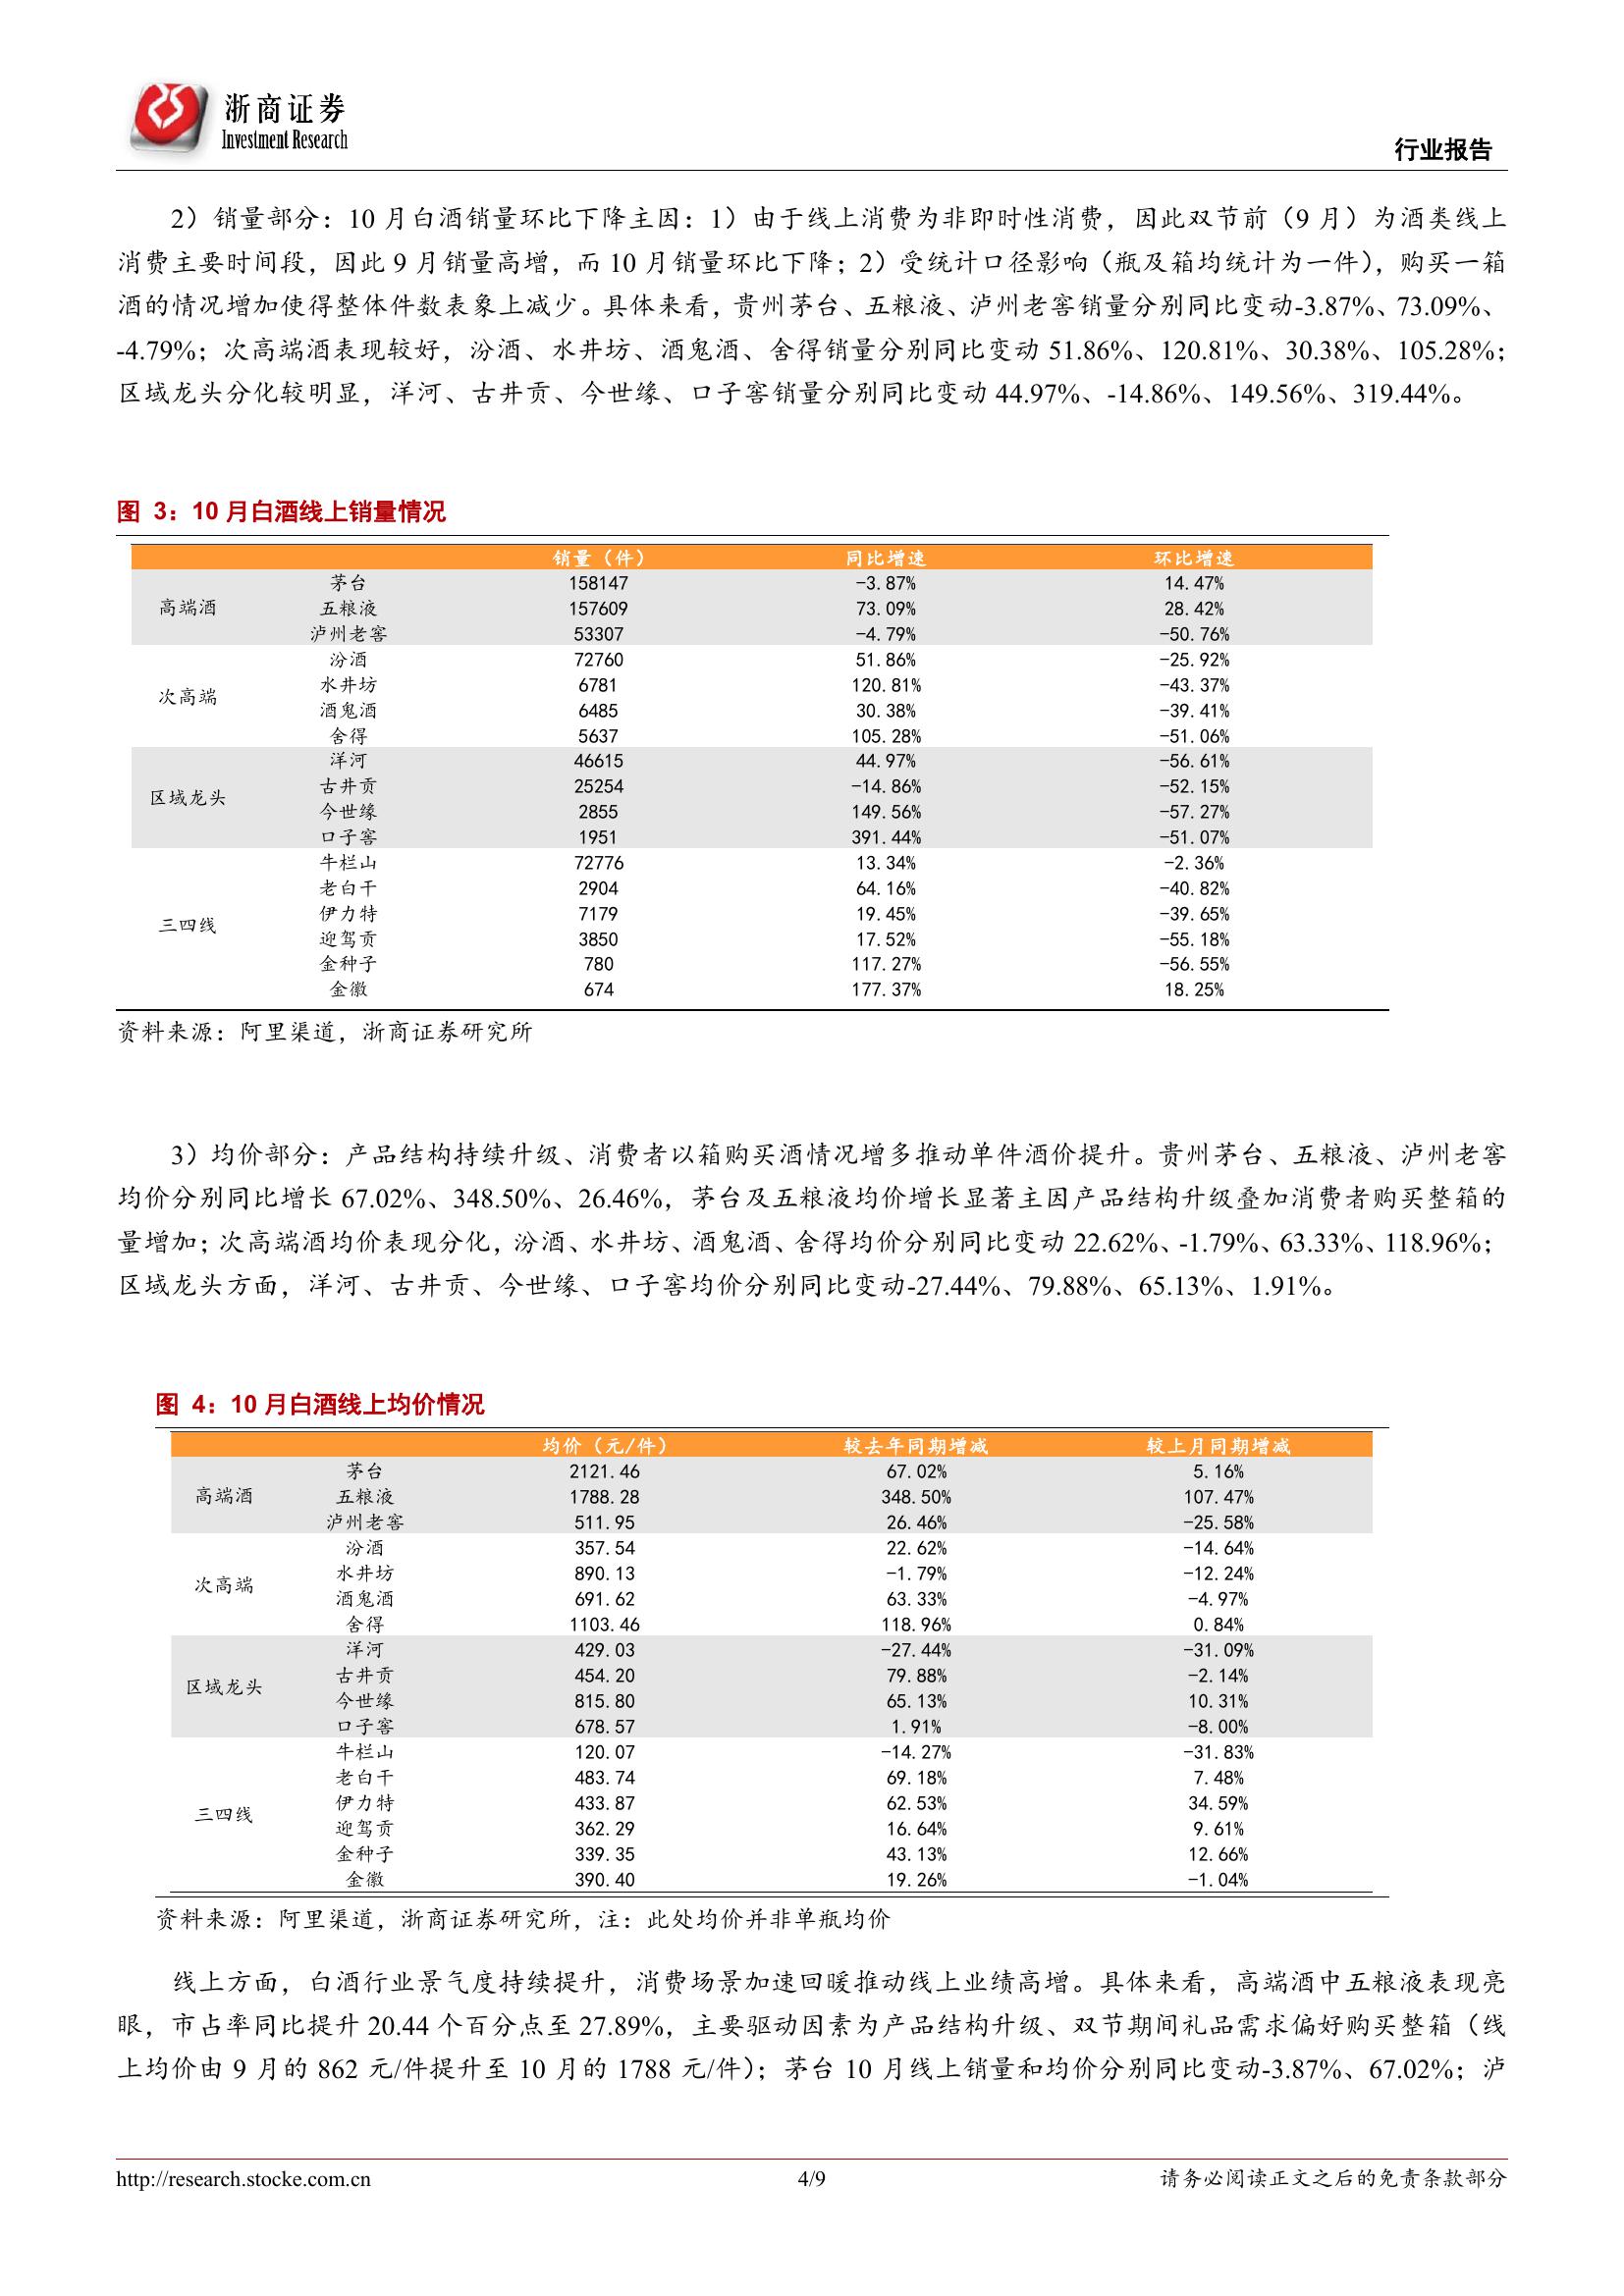 浙商证券
Investment Research
行业报告
2）销量部分：10 月白酒销量环比下降主因：1）由于线上消费为非即时性消费，因此双节前（9 月）为酒类线上
消费主要时间段，因此 9 月销量高增，而 10 月销量环比下降；2）受统计口径影响（瓶及箱均统计为一件），购买一箱
酒的情况增加使得整体件数表象上减少。具体来看，贵州茅台、五粮液、泸州老窖销量分别同比变动-3.87%、73.09%、
-4.79%；次高端酒表现较好，汾酒、水井坊、酒鬼酒、舍得销量分别同比变动 51.86%、120.81%、30.38%、105.28%；
区域龙头分化较明显，洋河、古井贡、今世缘、口子窖销量分别同比变动 44.97%、-14.86%、149.56%、319.44%。
图 3：10 月白酒线上销量情况
销量（件） 同比增速 环比增速
高端酒
茅台 158147 -3.87% 14.47%
五粮液 157609 73.09% 28.42%
泸州老窖 53307 -4.79% -50.76%
次高端
汾酒 72760 51.86% -25.92%
水井坊 6781 120.81% -43.37%
酒鬼酒 6485 30.38% -39.41%
舍得 5637 105.28% -51.06%
区域龙头
洋河 46615 44.97% -56.61%
古井贡 25254 -14.86% -52.15%
今世缘 2855 149.56% -57.27%
口子窖 1951 391.44% -51.07%
三四线
牛栏山 72776 13.34% -2.36%
老白干 2904 64.16% -40.82%
伊力特 7179 19.45% -39.65%
迎驾贡 3850 17.52% -55.18%
金种子 780 117.27% -56.55%
金徽 674 177.37% 18.25%
资料来源：阿里渠道，浙商证券研究所
3）均价部分：产品结构持续升级、消费者以箱购买酒情况增多推动单件酒价提升。贵州茅台、五粮液、泸州老窖
均价分别同比增长 67.02%、348.50%、26.46%，茅台及五粮液均价增长显著主因产品结构升级叠加消费者购买整箱的
量增加；次高端酒均价表现分化，汾酒、水井坊、酒鬼酒、舍得均价分别同比变动 22.62%、-1.79%、63.33%、118.96%；
区域龙头方面，洋河、古井贡、今世缘、口子窖均价分别同比变动-27.44%、79.88%、65.13%、1.91%。
图 4：10 月白酒线上均价情况
均价（元/件） 较去年同期增减 较上月同期增减
高端酒
茅台 2121.46 67.02% 5.16%
五粮液 1788.28 348.50% 107.47%
泸州老窖 511.95 26.46% -25.58%
次高端
汾酒 357.54 22.62% -14.64%
水井坊 890.13 -1.79% -12.24%
酒鬼酒 691.62 63.33% -4.97%
舍得 1103.46 118.96% 0.84%
区域龙头
洋河 429.03 -27.44% -31.09%
古井贡 454.20 79.88% -2.14%
今世缘 815.80 65.13% 10.31%
口子窖 678.57 1.91% -8.00%
三四线
牛栏山 120.07 -14.27% -31.83%
老白干 483.74 69.18% 7.48%
伊力特 433.87 62.53% 34.59%
迎驾贡 362.29 16.64% 9.61%
金种子 339.35 43.13% 12.66%
金徽 390.40 19.26% -1.04%
资料来源：阿里渠道，浙商证券研究所，注：此处均价并非单瓶均价
线上方面，白酒行业景气度持续提升，消费场景加速回暖推动线上业绩高增。具体来看，高端酒中五粮液表现亮
眼，市占率同比提升 20.44 个百分点至 27.89%，主要驱动因素为产品结构升级、双节期间礼品需求偏好购买整箱（线
上均价由 9 月的 862 元/件提升至 10 月的 1788 元/件）；茅台 10 月线上销量和均价分别同比变动-3.87%、67.02%；泸
http://research.stocke.com.cn 4/9 请务必阅读正文之后的免责条款部分